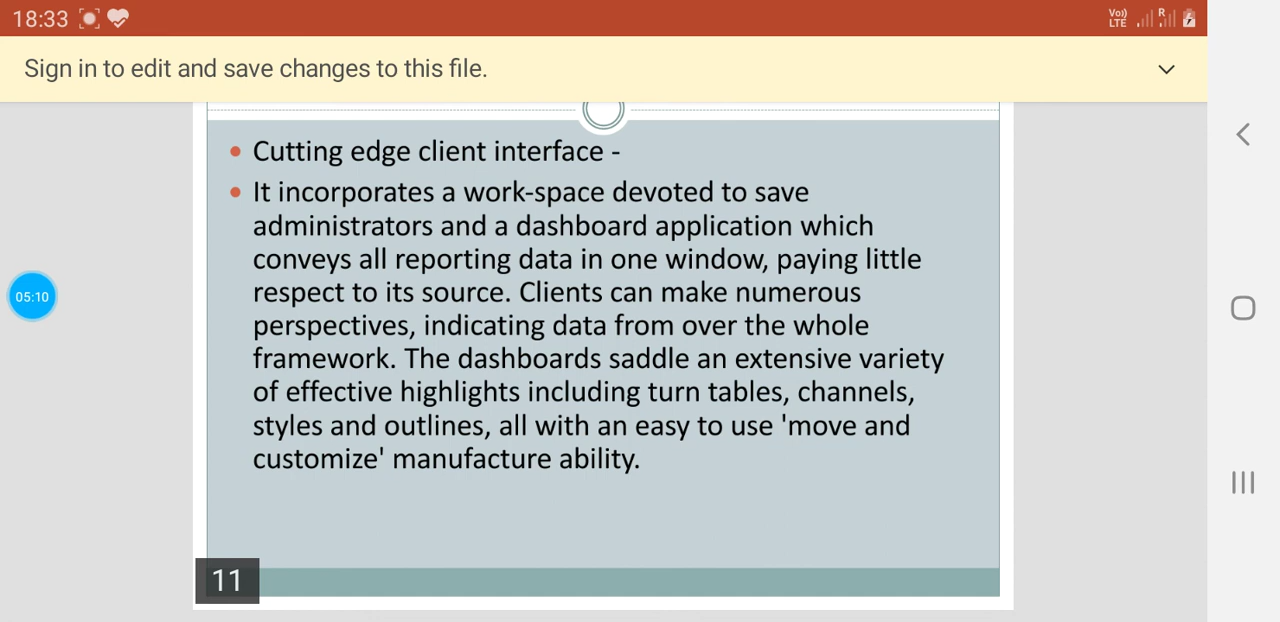 18:33
Vo)) LTE R
Sign in to edit and save changes to this file.
Cutting edge client interface -
It incorporates a work-space devoted to save
administrators and a dashboard application which
conveys all reporting data in one window, paying little
respect to its source. Clients can make numerous
perspectives, indicating data from over the whole
framework. The dashboards saddle an extensive variety
of effective highlights including turn tables, channels,
styles and outlines, all with an easy to use 'move and
customize' manufacture ability.
05:10
11